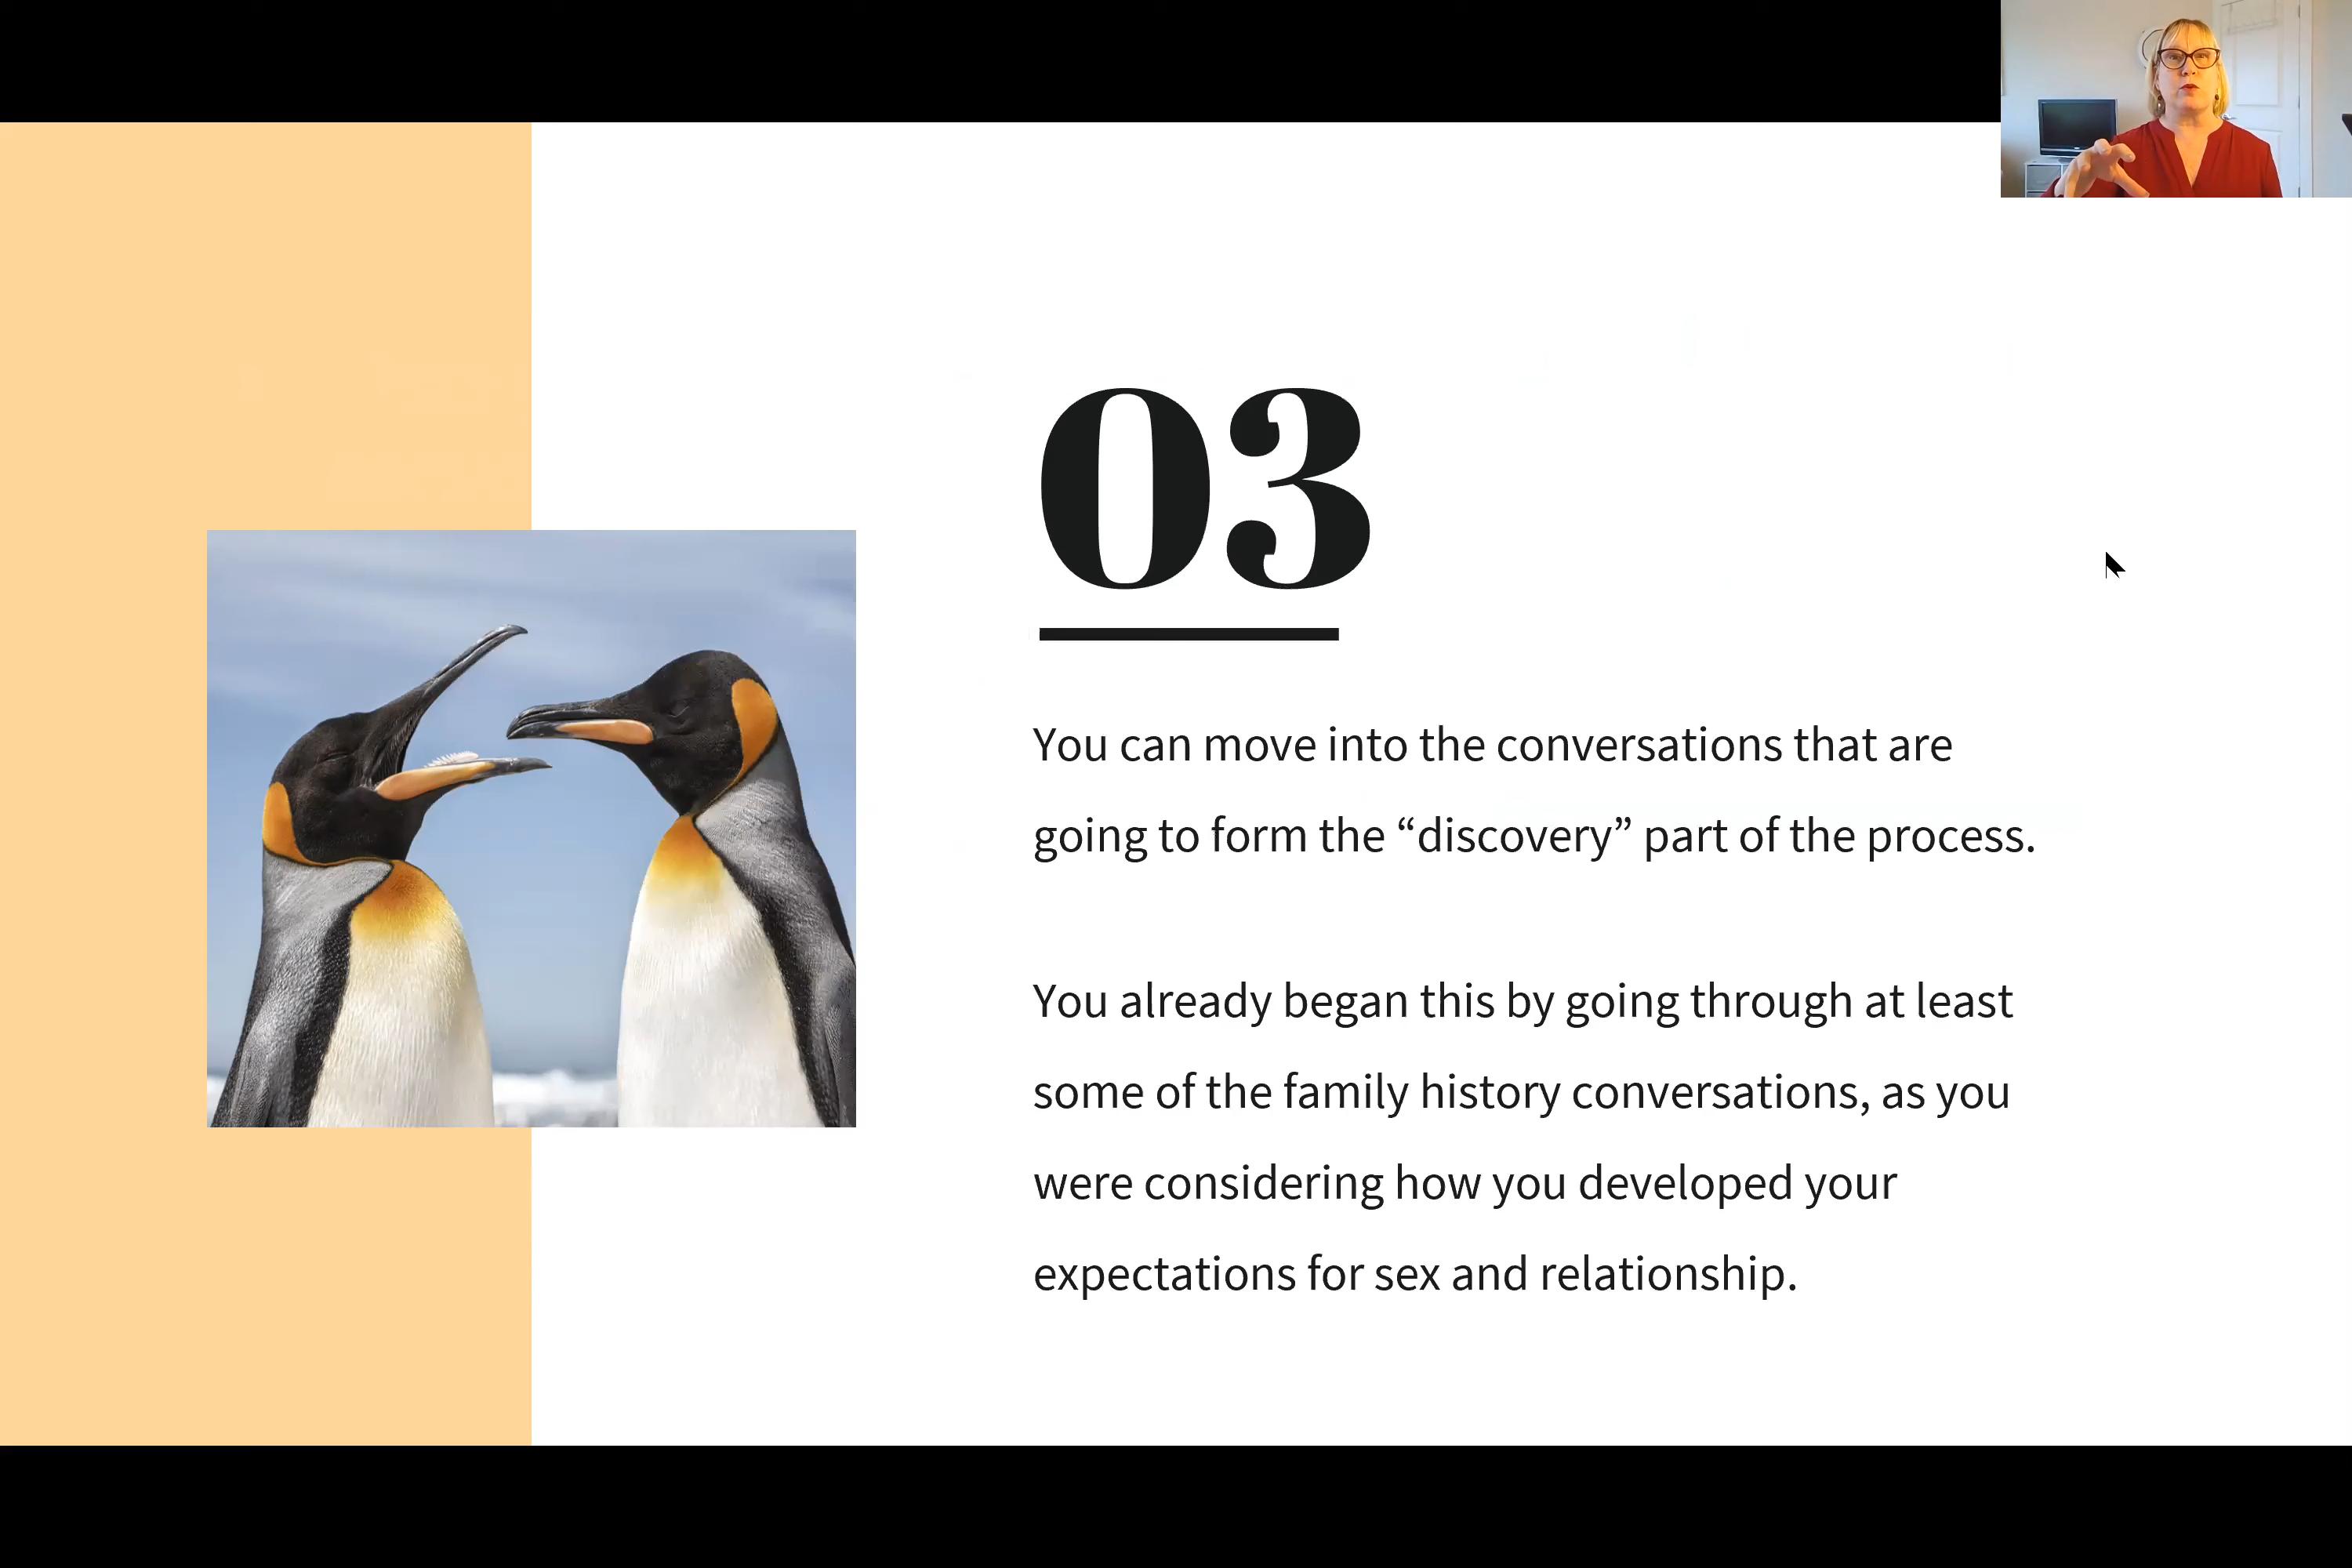 03
You can move into the conversations that are
going to form the “discovery” part of the process.
You already began this by going through at least
some of the family history conversations, as you
were considering how you developed your
expectations for sex and relationship.